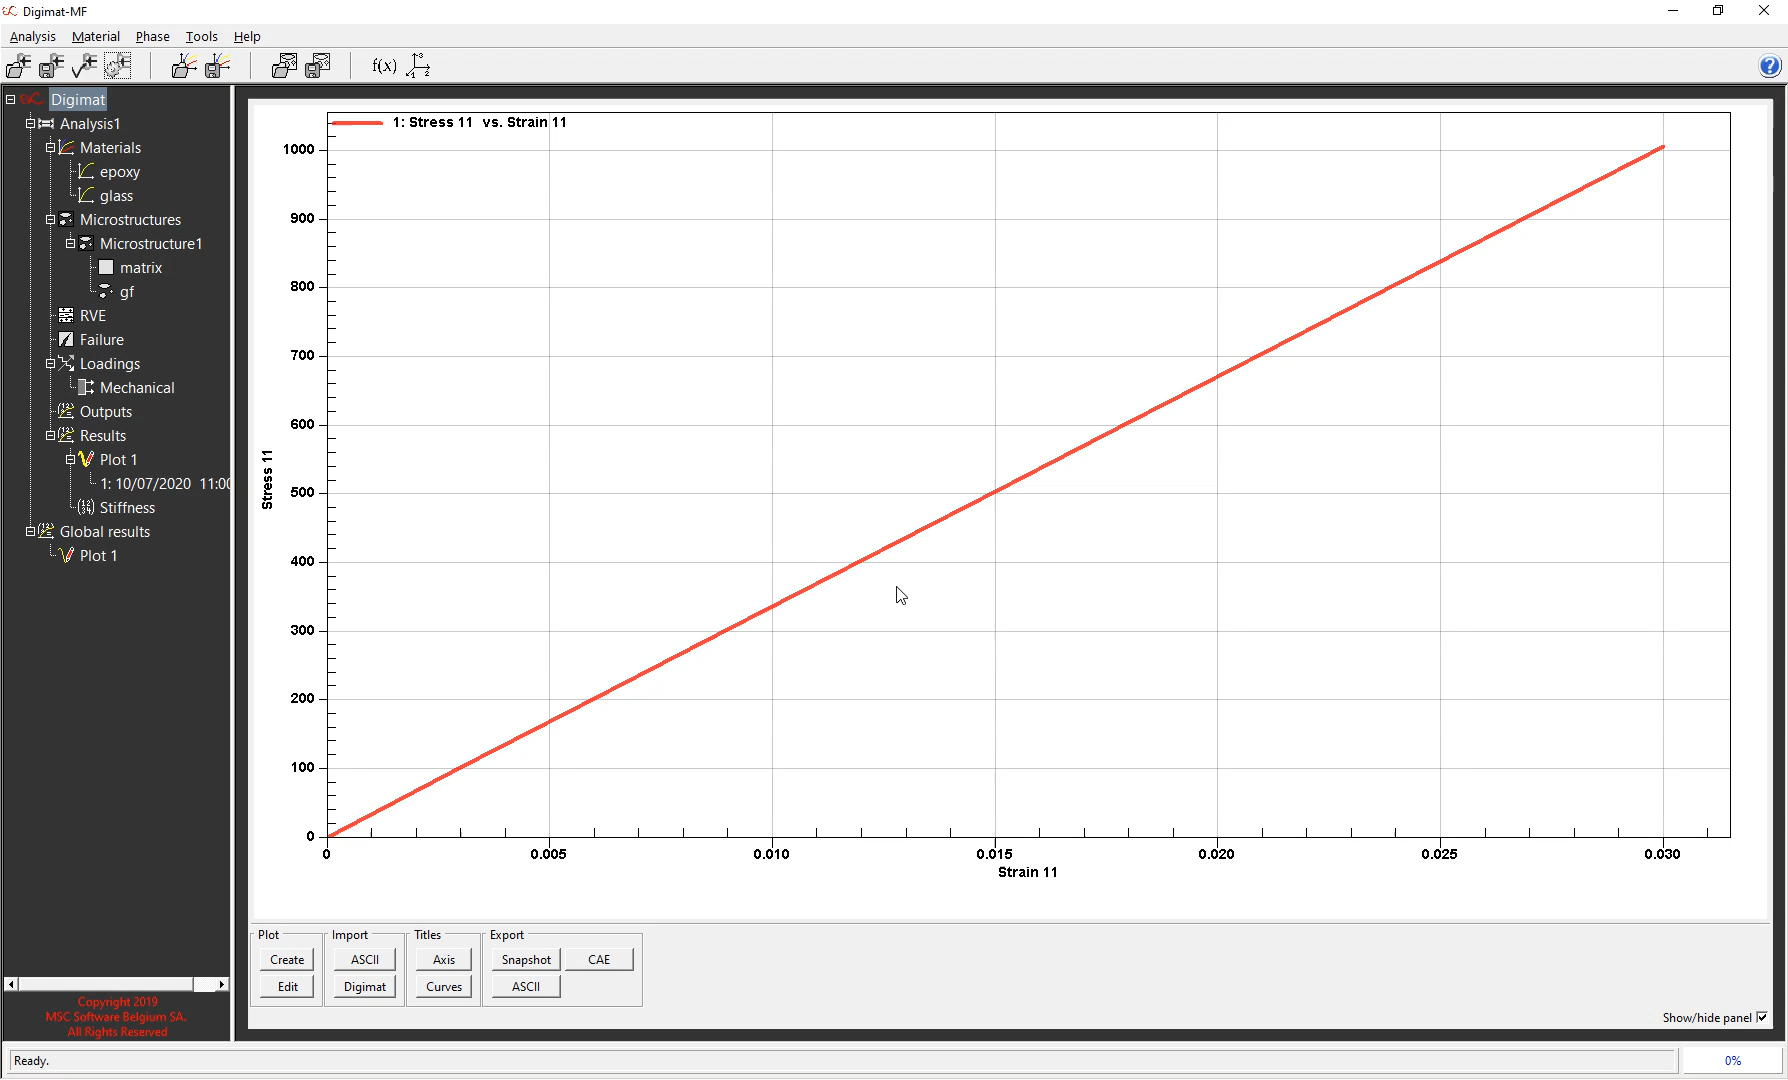 Digimat-MF
Analysis Material Phase Tools Help
f(x)
Digimat
Analysis1
Materials
epoxy
glass
Microstructures
Microstructure1
matrix
gf
RVE
Failure
Loadings
Mechanical
Outputs
Results
Plot 1
1: 10/07/2020 11:00
Stiffness
Global results
Plot 1
Copyright 2019
MSC Software Belgium SA.
All Rights Reserved
1: Stress 11 vs. Strain 11
1000
900
800
700
600
500
400
300
200
100
0
Stress 11
0 0.005 0.010 0.015 0.020 0.025 0.030
Strain 11
Plot Import Titles Export
Create ASCII Axis Snapshot CAE
Edit Digimat Curves ASCII
Show/hide panel
Ready.
0%